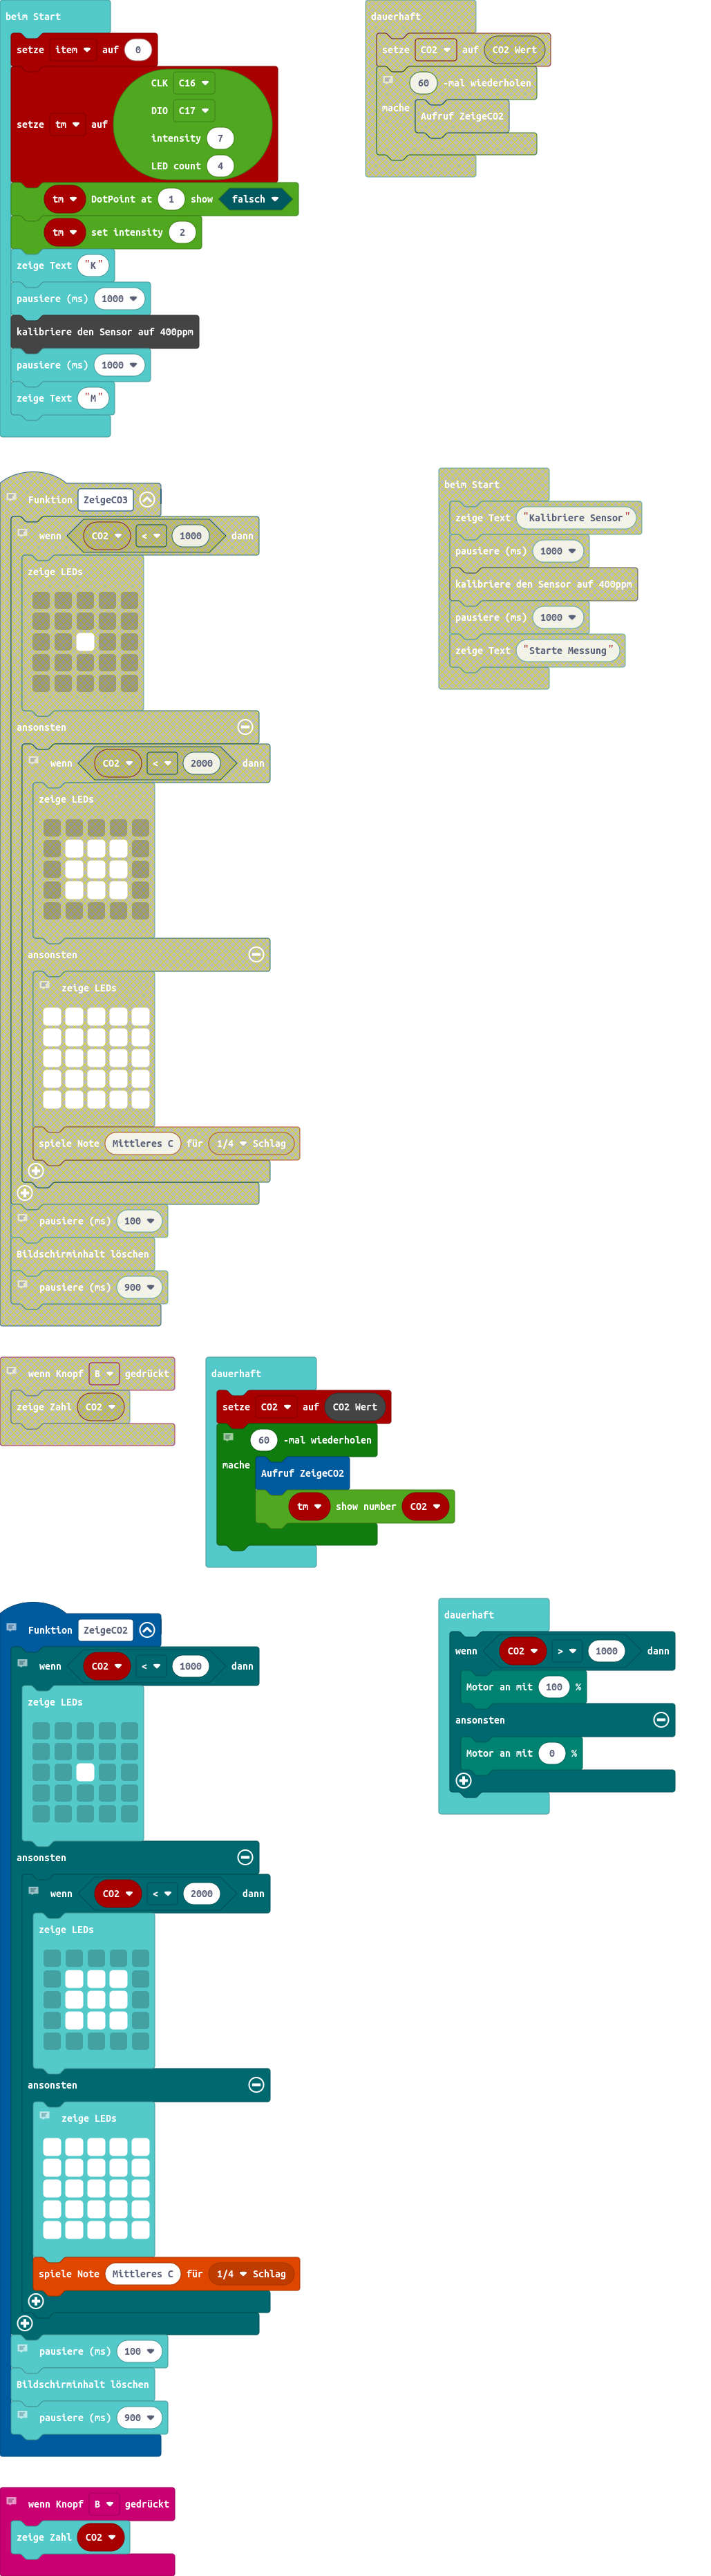 beim Start
setze item auf 0
setze tm auf
CLK C16
DIO C17
intensity 7
LED count 4
tm DotPoint at 1 show falsch
tm set intensity 2
zeige Text "K"
pausiere (ms) 1000
kalibriere den Sensor auf 400ppm
pausiere (ms) 1000
zeige Text "M"
dauerhaft
setze CO2 auf CO2 Wert
60 -mal wiederholen
mache
Aufruf ZeigeCO2
Funktion ZeigeCO3
wenn CO2 < 1000 dann
zeige LEDs
ansonsten
wenn CO2 < 2000 dann
zeige LEDs
ansonsten
zeige LEDs
spiele Note Mittleres C für 1/4 Schlag
pausiere (ms) 100
Bildschirminhalt löschen
pausiere (ms) 900
beim Start
zeige Text "Kalibriere Sensor"
pausiere (ms) 1000
kalibriere den Sensor auf 400ppm
pausiere (ms) 1000
zeige Text "Starte Messung"
wenn Knopf B gedrückt
zeige Zahl CO2
dauerhaft
setze CO2 auf CO2 Wert
60 -mal wiederholen
mache
Aufruf ZeigeCO2
tm show number CO2
Funktion ZeigeCO2
wenn CO2 < 1000 dann
zeige LEDs
ansonsten
wenn CO2 < 2000 dann
zeige LEDs
ansonsten
zeige LEDs
spiele Note Mittleres C für 1/4 Schlag
pausiere (ms) 100
Bildschirminhalt löschen
pausiere (ms) 900
dauerhaft
wenn CO2 > 1000 dann
Motor an mit 100 %
ansonsten
Motor an mit 0 %
wenn Knopf B gedrückt
zeige Zahl CO2